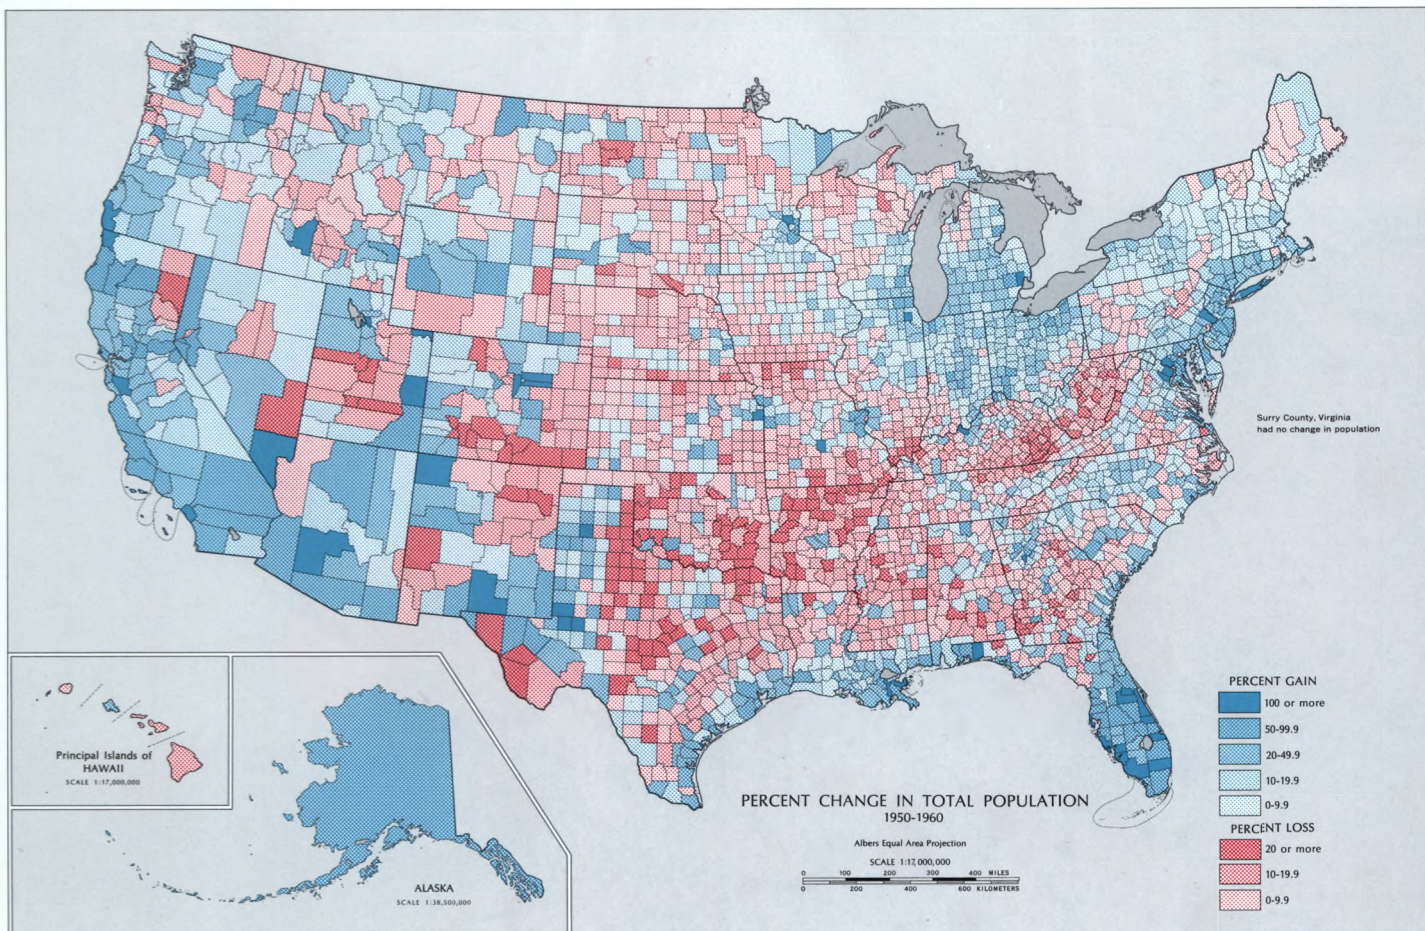 Surry County, Virginia
had no change in population
PERCENT GAIN
100 or more
50-99.9
20-49.9
10-19.9
0-9.9
PERCENT LOSS
20 or more
10-19.9
0-9.9
Principal Islands of
HAWAII
SCALE 1:17,000,000
ALASKA
SCALE 1:38,500,000
PERCENT CHANGE IN TOTAL POPULATION
1950-1960
Albers Equal Area Projection
SCALE 1:17,000,000
0 100 200 300 400 MILES
0 200 400 600 KILOMETERS